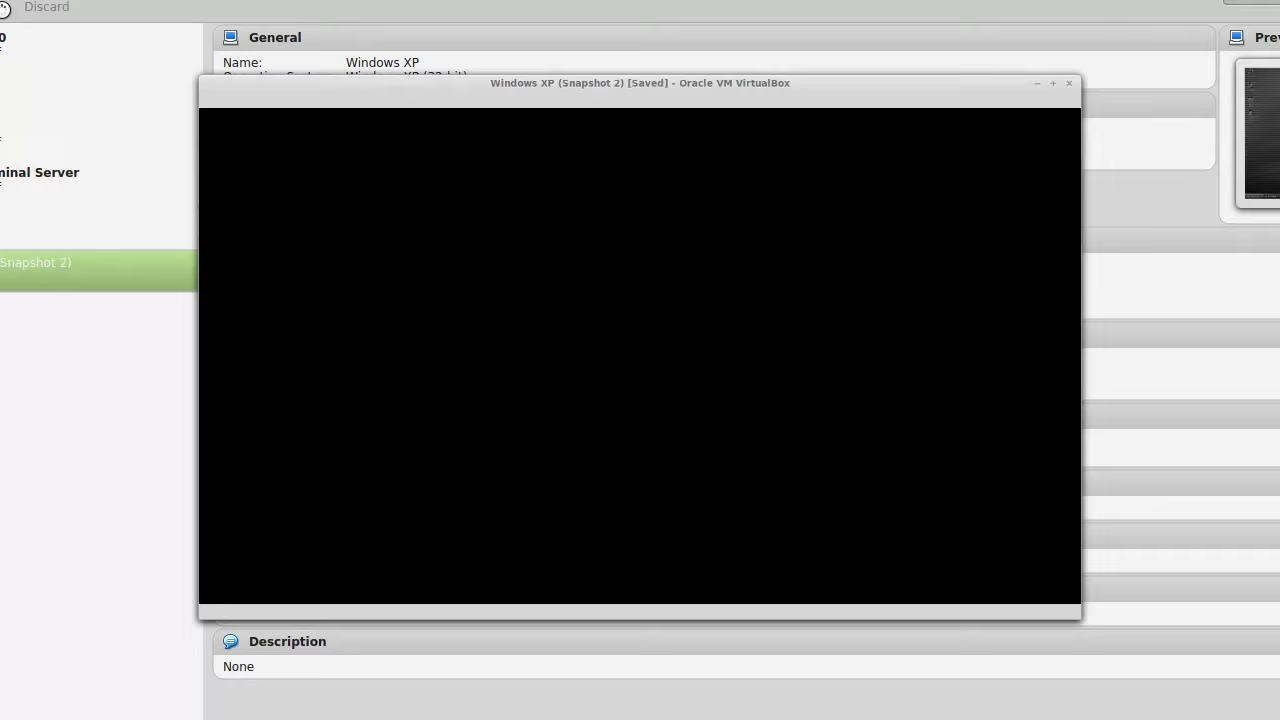 Discard
General
Prev
Name: Windows XP
Windows XP (Snapshot 2) [Saved] - Oracle VM VirtualBox
minal Server
Snapshot 2)
Description
None